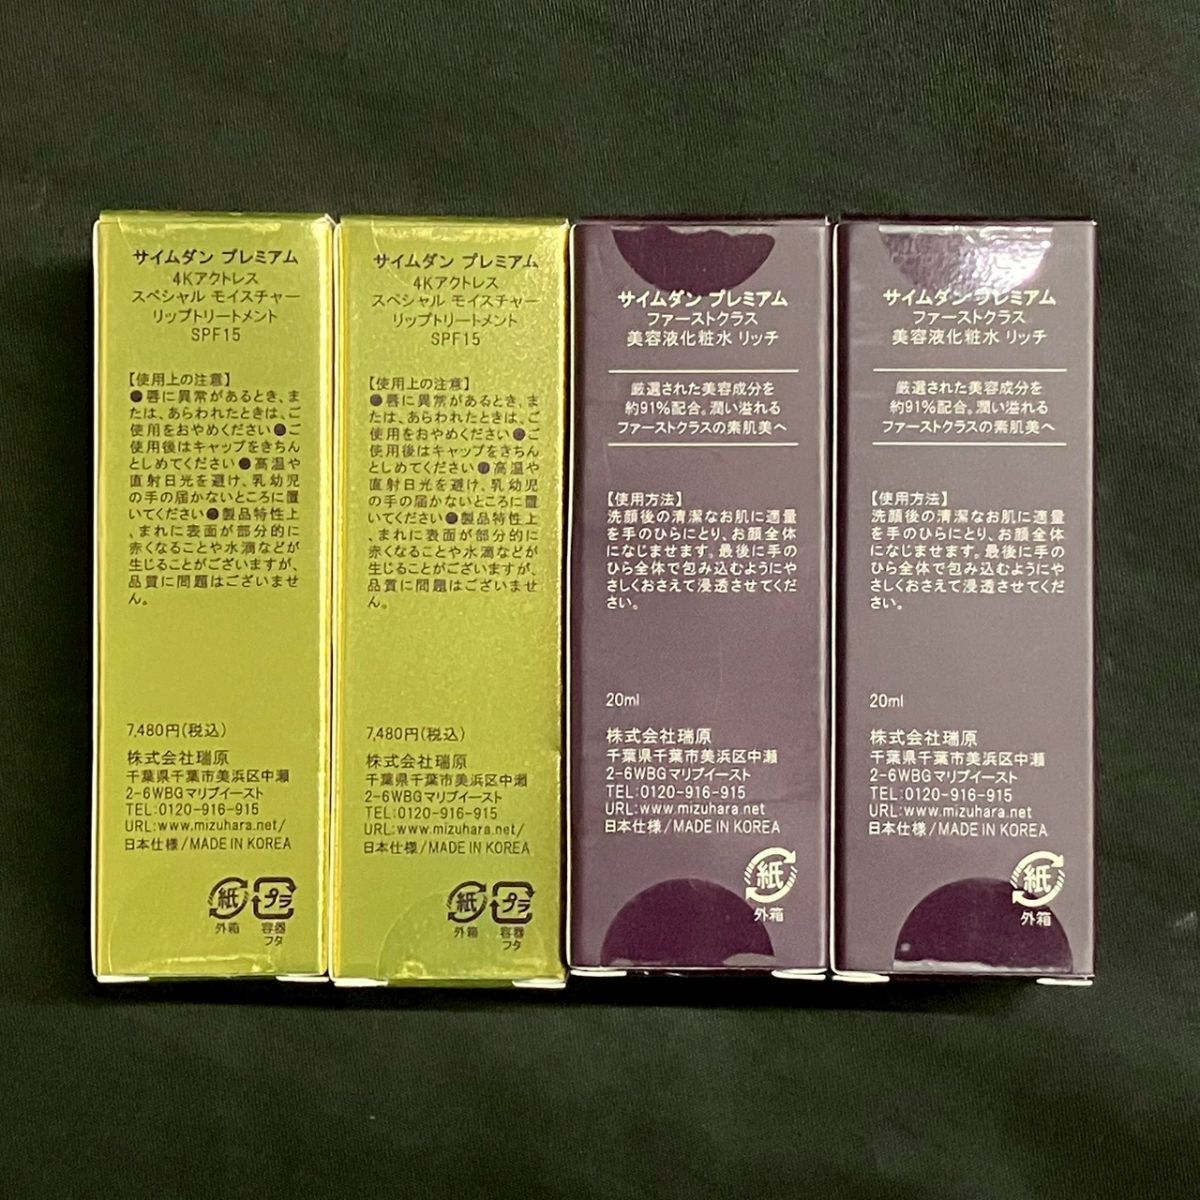 サイムダン プレミアム
4Kアクトレス
スペシャル モイスチャー
リップトリートメント
SPF15
【使用上の注意】
●唇に異常があるとき、ま
たは、あらわれたときは、ご
使用をおやめください●ご
使用後はキャップをきちん
としめてください●高温や
直射日光を避け、乳幼児
の手の届かないところに置
いてください●製品特性上
、まれに表面が部分的に
赤くなることや水滴などが
生じることがございますが、
品質に問題はございませ
ん。
7,480円(税込)
株式会社瑞原
千葉県千葉市美浜区中瀬
2-6WBGマリブイースト
TEL:0120-916-915
URL:www.mizuhara.net/
日本仕様/MADE IN KOREA
紙 プラ
外箱 容器
フタ
サイムダン プレミアム
4Kアクトレス
スペシャル モイスチャー
リップトリートメント
SPF15
【使用上の注意】
●唇に異常があるとき、ま
たは、あらわれたときは、ご
使用をおやめください●ご
使用後はキャップをきちん
としめてください●高温や
直射日光を避け、乳幼児
の手の届かないところに置
いてください●製品特性上
、まれに表面が部分的に
赤くなることや水滴などが
生じることがございますが、
品質に問題はございませ
ん。
7,480円(税込)
株式会社瑞原
千葉県千葉市美浜区中瀬
2-6WBGマリブイースト
TEL:0120-916-915
URL:www.mizuhara.net/
日本仕様/MADE IN KOREA
紙 プラ
外箱 容器
フタ
サイムダン プレミアム
ファーストクラス
美容液化粧水 リッチ
厳選された美容成分を
約91%配合。潤い溢れる
ファーストクラスの素肌美へ
【使用方法】
洗顔後の清潔なお肌に適量
を手のひらにとり、お顔全体
になじませます。最後に手の
ひら全体で包み込むようにや
さしくおさえて浸透させてくだ
さい。
20ml
株式会社瑞原
千葉県千葉市美浜区中瀬
2-6WBGマリブイースト
TEL:0120-916-915
URL:www.mizuhara.net
日本仕様/MADE IN KOREA
紙
外箱
サイムダン プレミアム
ファーストクラス
美容液化粧水 リッチ
厳選された美容成分を
約91%配合。潤い溢れる
ファーストクラスの素肌美へ
【使用方法】
洗顔後の清潔なお肌に適量
を手のひらにとり、お顔全体
になじませます。最後に手の
ひら全体で包み込むようにや
さしくおさえて浸透させてくだ
さい。
20ml
株式会社瑞原
千葉県千葉市美浜区中瀬
2-6WBGマリブイースト
TEL:0120-916-915
URL:www.mizuhara.net
日本仕様/MADE IN KOREA
紙
外箱